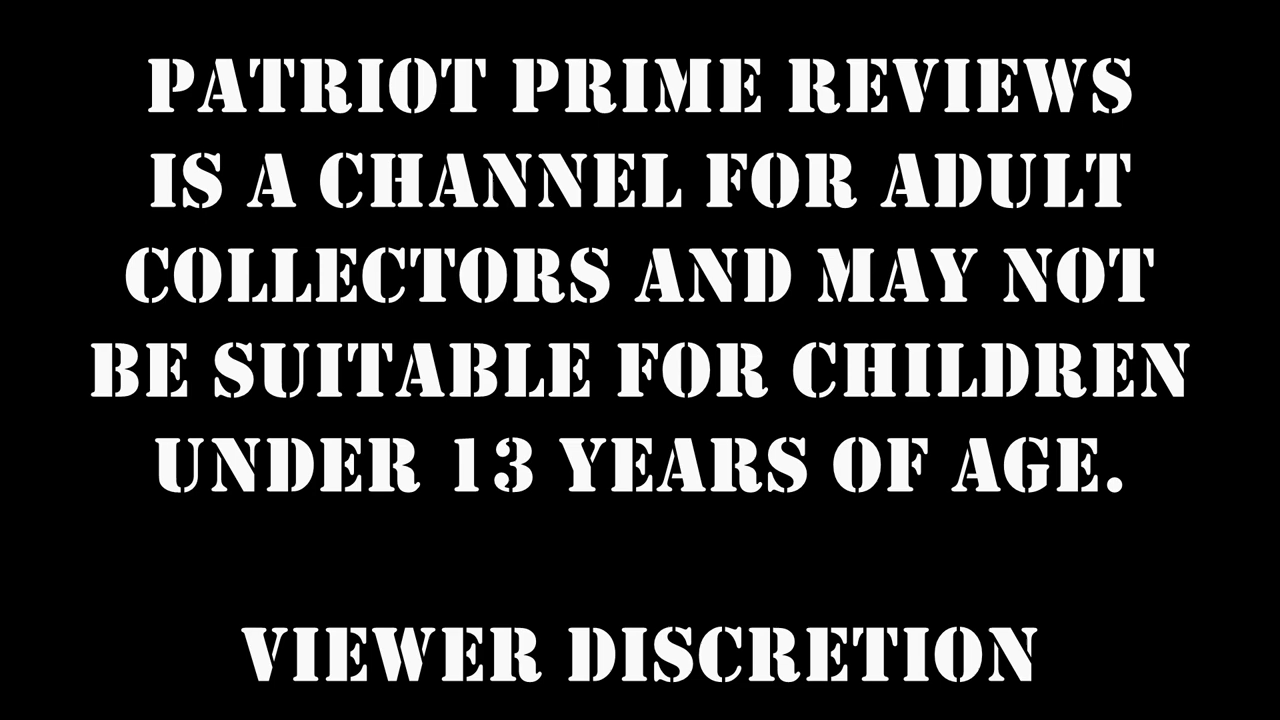 PATRIOT PRIME REVIEWS
IS A CHANNEL FOR ADULT
COLLECTORS AND MAY NOT
BE SUITABLE FOR CHILDREN
UNDER 13 YEARS OF AGE.
VIEWER DISCRETION